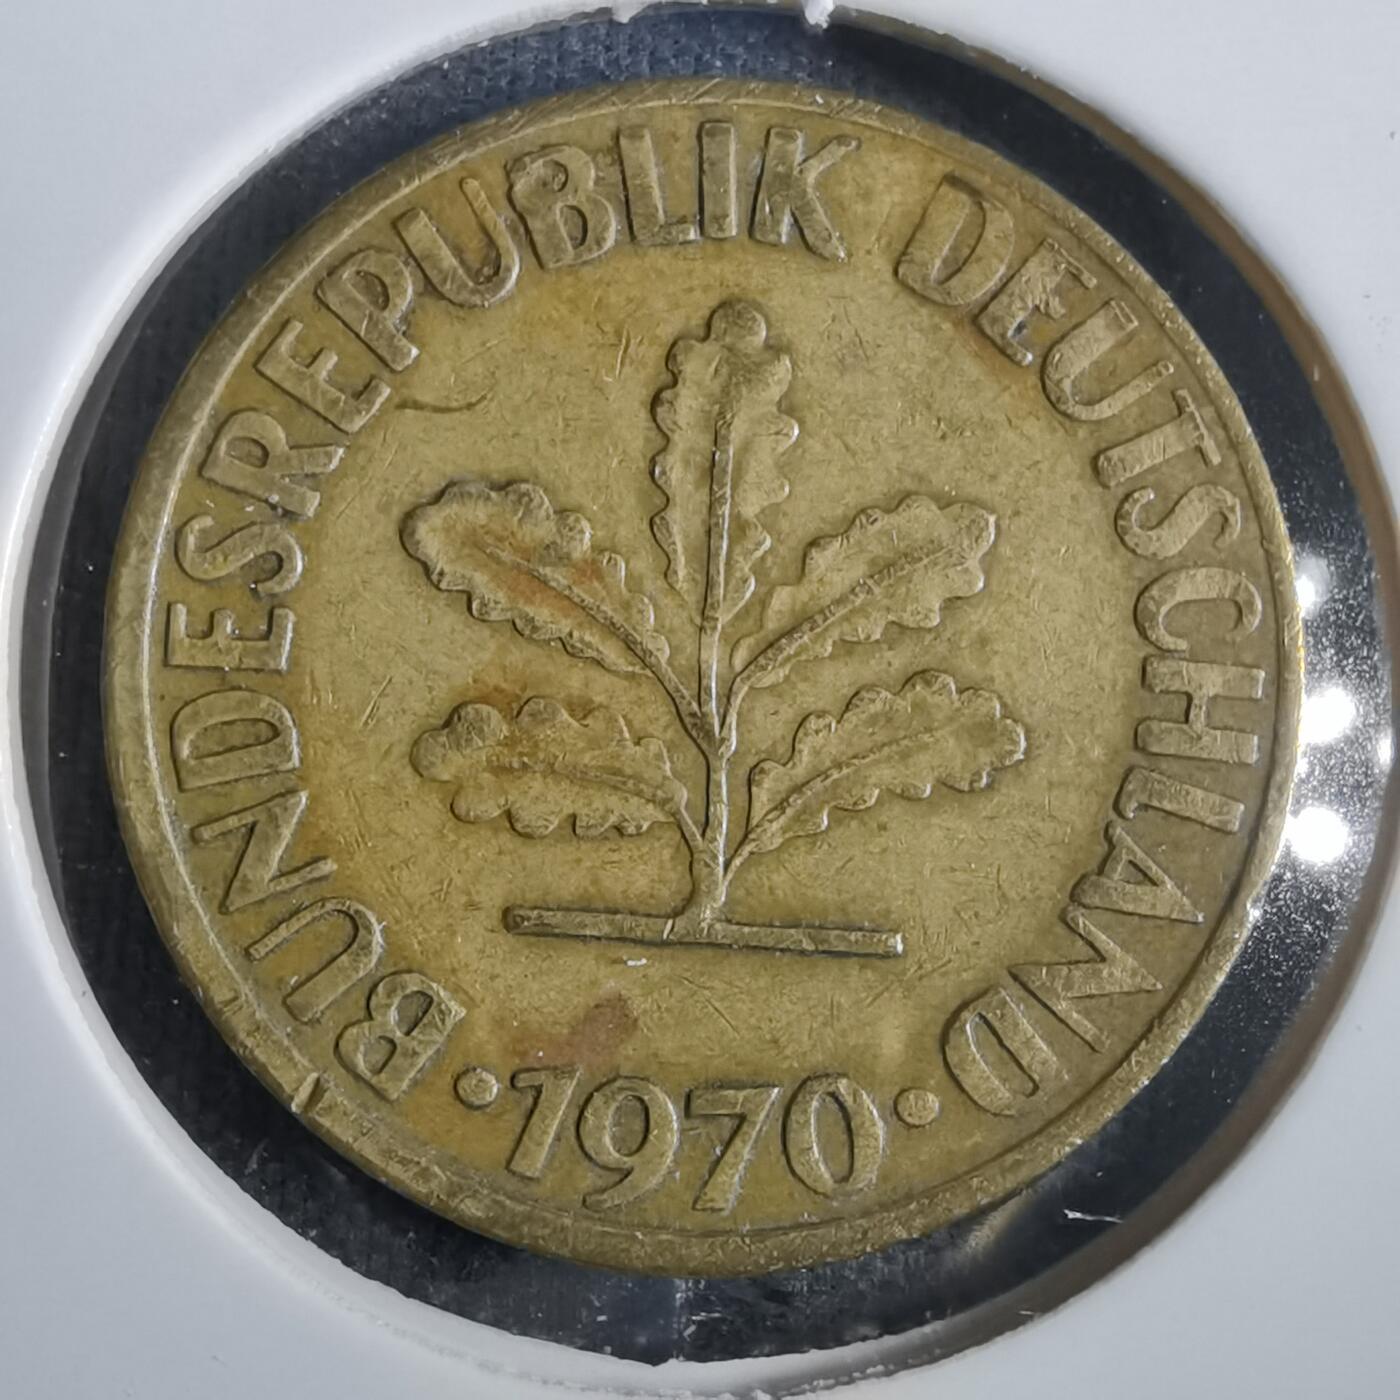 BUNDESREPUBLIK DEUTSCHLAND
· 1970 ·